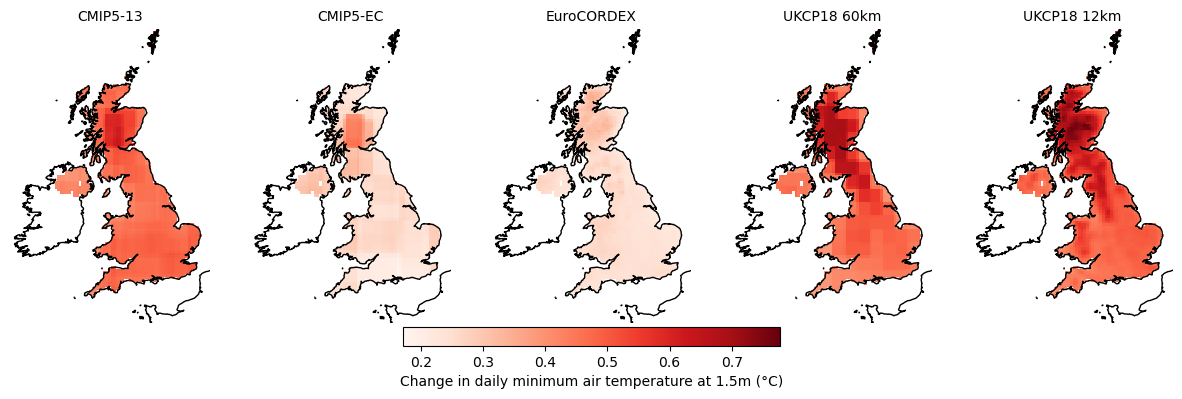 CMIP5-13
CMIP5-EC
EuroCORDEX
UKCP18 60km
UKCP18 12km
0.2 0.3 0.4 0.5 0.6 0.7
Change in daily minimum air temperature at 1.5m (°C)